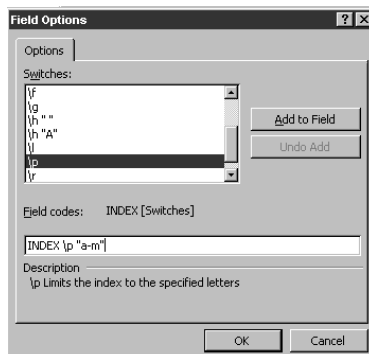 Field Options
Options
Switches:
\f
\g
\h " "
\h "A"
\l
\p
\r
Add to Field
Undo Add
Field codes: INDEX [Switches]
INDEX \p "a-m"
Description
\p Limits the index to the specified letters
OK
Cancel